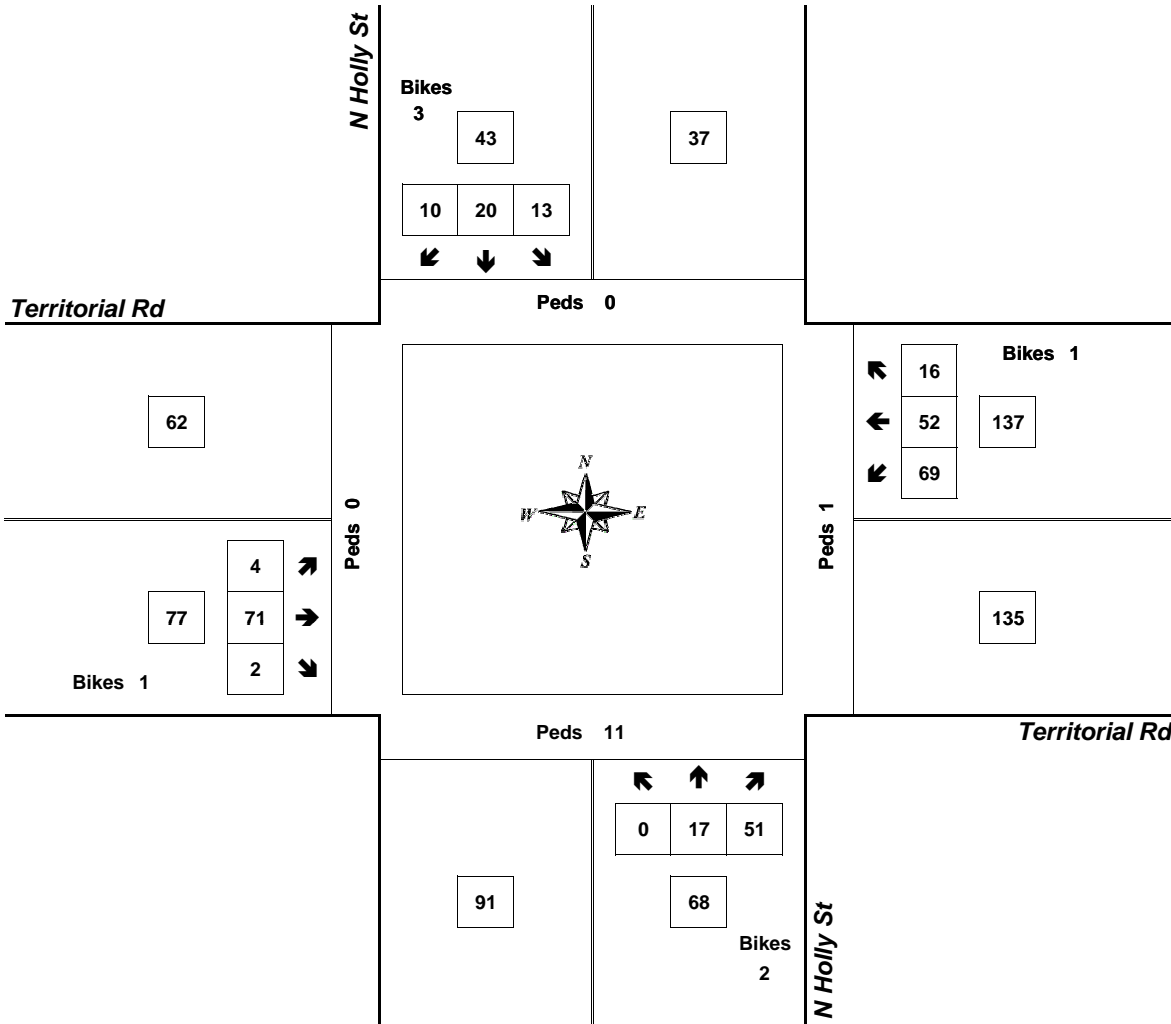 N Holly St
Bikes
3
43
37
10 20 13
Territorial Rd
Peds 0
Bikes 1
16
62
52
137
69
N
W E
S
Peds 0
Peds 1
4
77
71
135
2
Bikes 1
Peds 11
Territorial Rd
0 17 51
91
68
Bikes
2
N Holly St